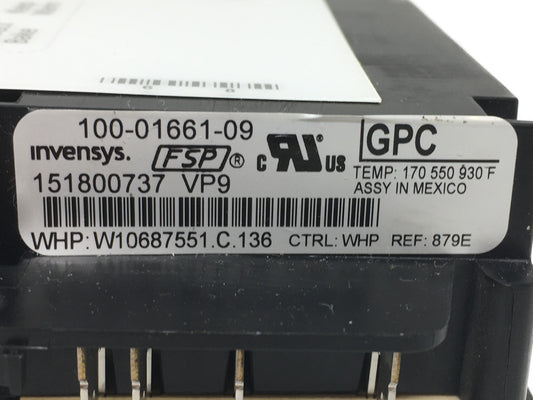 100-01661-09
invensys. FSP® c RU US
151800737 VP9
GPC
TEMP: 170 550 930 F
ASSY IN MEXICO
WHP: W10687551.C.136 CTRL: WHP REF: 879E